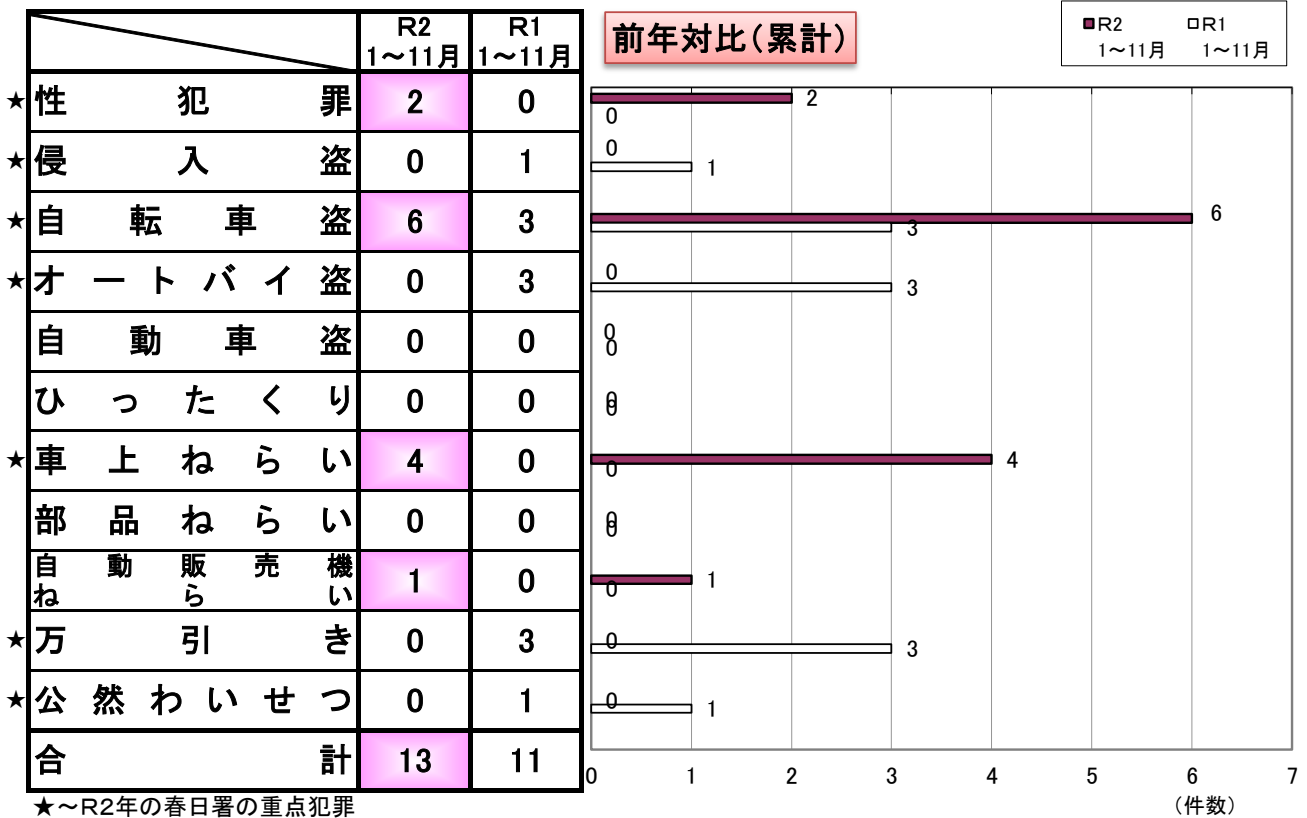 R2 R1
1～11月 1～11月
★性犯罪 2 0
★侵入盗 0 1
★自転車盗 6 3
★オートバイ盗 0 3
自動車盗 0 0
ひったくり 0 0
★車上ねらい 4 0
部品ねらい 0 0
自動販売機
ねらい 1 0
★万引き 0 3
★公然わいせつ 0 1
合計 13 11
★～R2年の春日署の重点犯罪
前年対比（累計）
R2 R1
1～11月 1～11月
2
0
0
1
6
3
0
3
0
0
0
0
4
0
0
0
1
0
0
3
0
1
0 1 2 3 4 5 6 7
（件数）